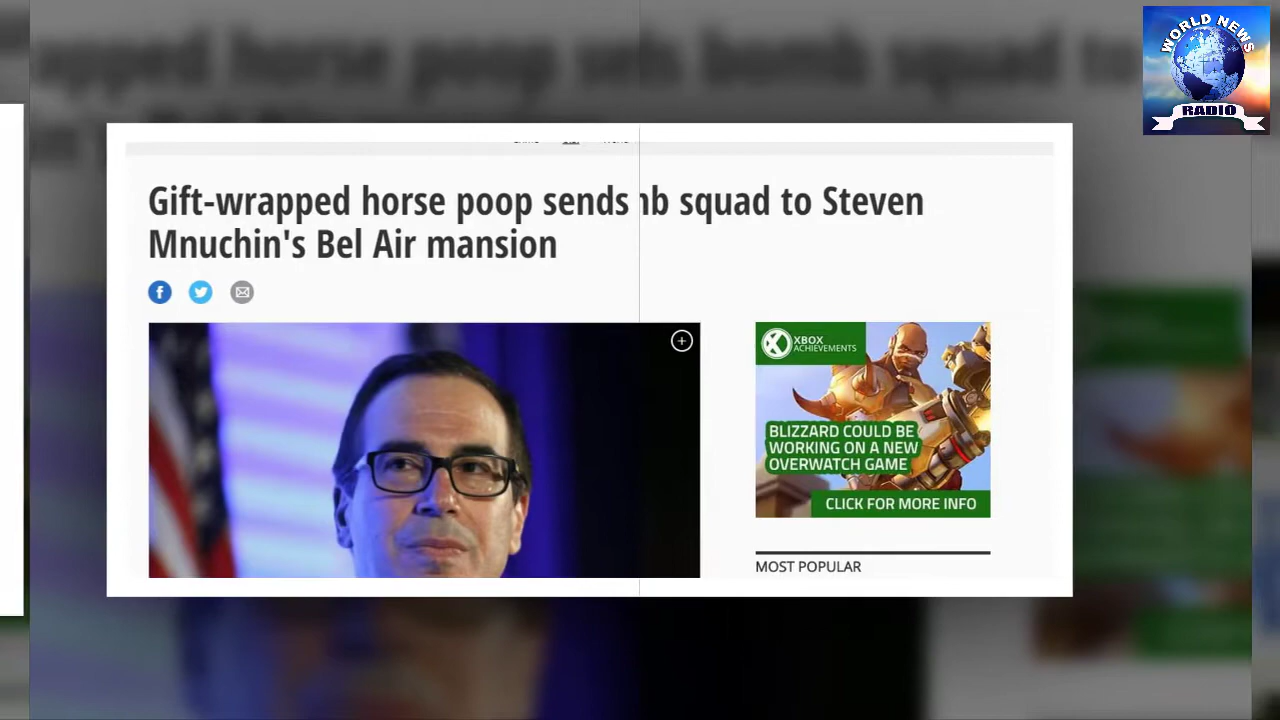 WORLD NEWS
RADIO
Gift-wrapped horse poop sends nb squad to Steven
Mnuchin's Bel Air mansion
XBOX
ACHIEVEMENTS
BLIZZARD COULD BE
WORKING ON A NEW
OVERWATCH GAME
CLICK FOR MORE INFO
MOST POPULAR